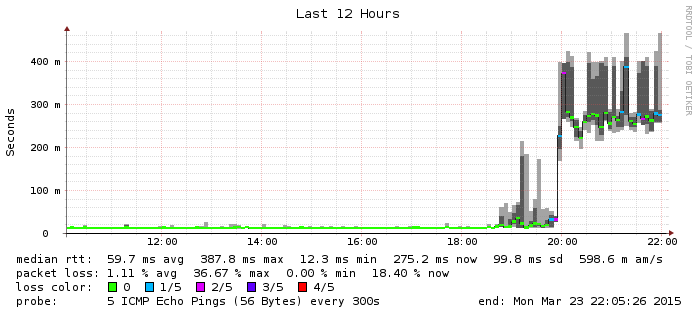 Last 12 Hours
RRDTOOL / TOBI OETIKER
Seconds
400 m
300 m
200 m
100 m
0
12:00 14:00 16:00 18:00 20:00 22:00
median rtt: 59.7 ms avg 387.8 ms max 12.3 ms min 275.2 ms now 99.8 ms sd 598.6 m am/s
packet loss: 1.11 % avg 36.67 % max 0.00 % min 18.40 % now
loss color: 0 1/5 2/5 3/5 4/5
probe: 5 ICMP Echo Pings (56 Bytes) every 300s end: Mon Mar 23 22:05:26 2015